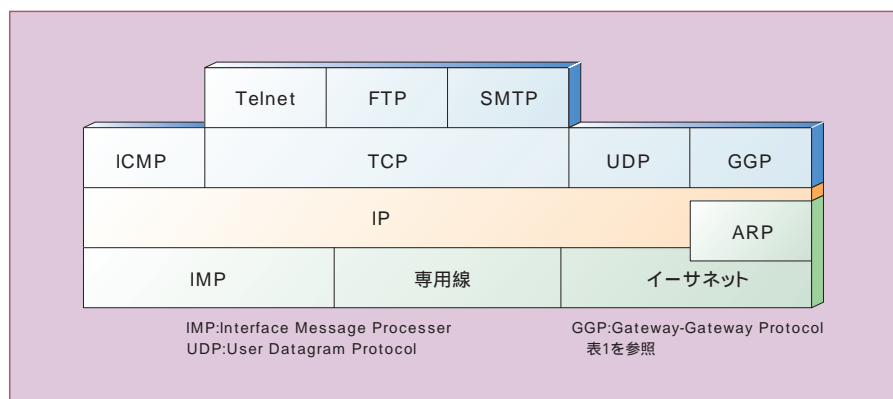 Telnet FTP SMTP
ICMP TCP UDP GGP
IP
ARP
IMP 専用線 イーサネット
IMP:Interface Message Processer GGP:Gateway-Gateway Protocol
UDP:User Datagram Protocol 表1を参照